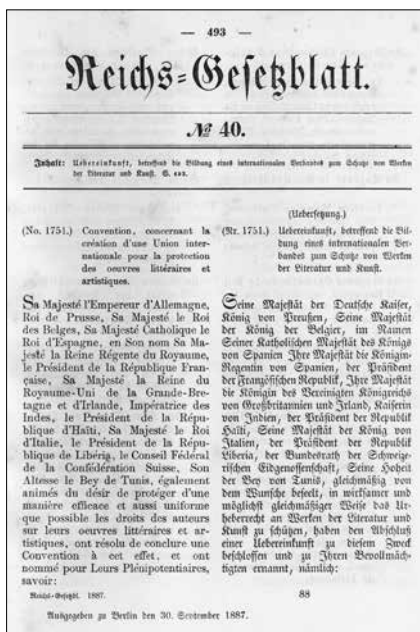 — 493 —
Reichs-Gesetzblatt.
№ 40.
Inhalt: Uebereinkunft, betreffend die Bildung eines internationalen Verbandes zum Schutz von Werken
der Literatur und Kunst. S. 493.
(No. 1751.) Convention, concernant la
création d'une Union inter-
nationale pour la protection
des oeuvres littéraires et
artistiques.
Sa Majesté l'Empereur d'Allemagne,
Roi de Prusse, Sa Majesté le Roi
des Belges, Sa Majesté Catholique le
Roi d'Espagne, en Son nom Sa Ma-
jesté la Reine Régente du Royaume,
le Président de la République Fran-
çaise, Sa Majesté la Reine du
Royaume-Uni de la Grande-Bre-
tagne et d'Irlande, Impératrice des
Indes, le Président de la Répu-
blique d'Haïti, Sa Majesté le Roi
d'Italie, le Président de la Répu-
blique de Libéria, le Conseil Fédéral
de la Confédération Suisse, Son
Altesse le Bey de Tunis, également
animés du désir de protéger d'une
manière efficace et aussi uniforme
que possible les droits des auteurs
sur leurs oeuvres littéraires et ar-
tistiques, ont résolu de conclure une
Convention à cet effet, et ont
nommé pour Leurs Plénipotentiaires,
savoir:
(Uebersetzung.)
(Nr. 1751.) Uebereinkunft, betreffend die Bil-
dung eines internationalen Ver-
bandes zum Schutze von Werken
der Literatur und Kunst.
Seine Majestät der Deutsche Kaiser,
König von Preußen, Seine Majestät
der König der Belgier, im Namen
Seiner Katholischen Majestät des Königs
von Spanien Ihre Majestät die Königin-
Regentin von Spanien, der Präsident
der Französischen Republik, Ihre Majestät
die Königin des Vereinigten Königreichs
von Großbritannien und Irland, Kaiserin
von Indien, der Präsident der Republik
Haïti, Seine Majestät der König von
Italien, der Präsident der Republik
Liberia, der Bundesrath der Schweize-
rischen Eidgenossenschaft, Seine Hoheit
der Bey von Tunis, gleichmäßig von
dem Wunsche beseelt, in wirksamer und
möglichst gleichmäßiger Weise das Ur-
heberrecht an Werken der Literatur und
Kunst zu schützen, haben den Abschluß
einer Uebereinkunft zu diesem Zweck
beschlossen und zu Ihren Bevollmäch-
tigten ernannt, nämlich:
Reichs-Gesetzbl. 1887.
88
Ausgegeben zu Berlin den 30. September 1887.